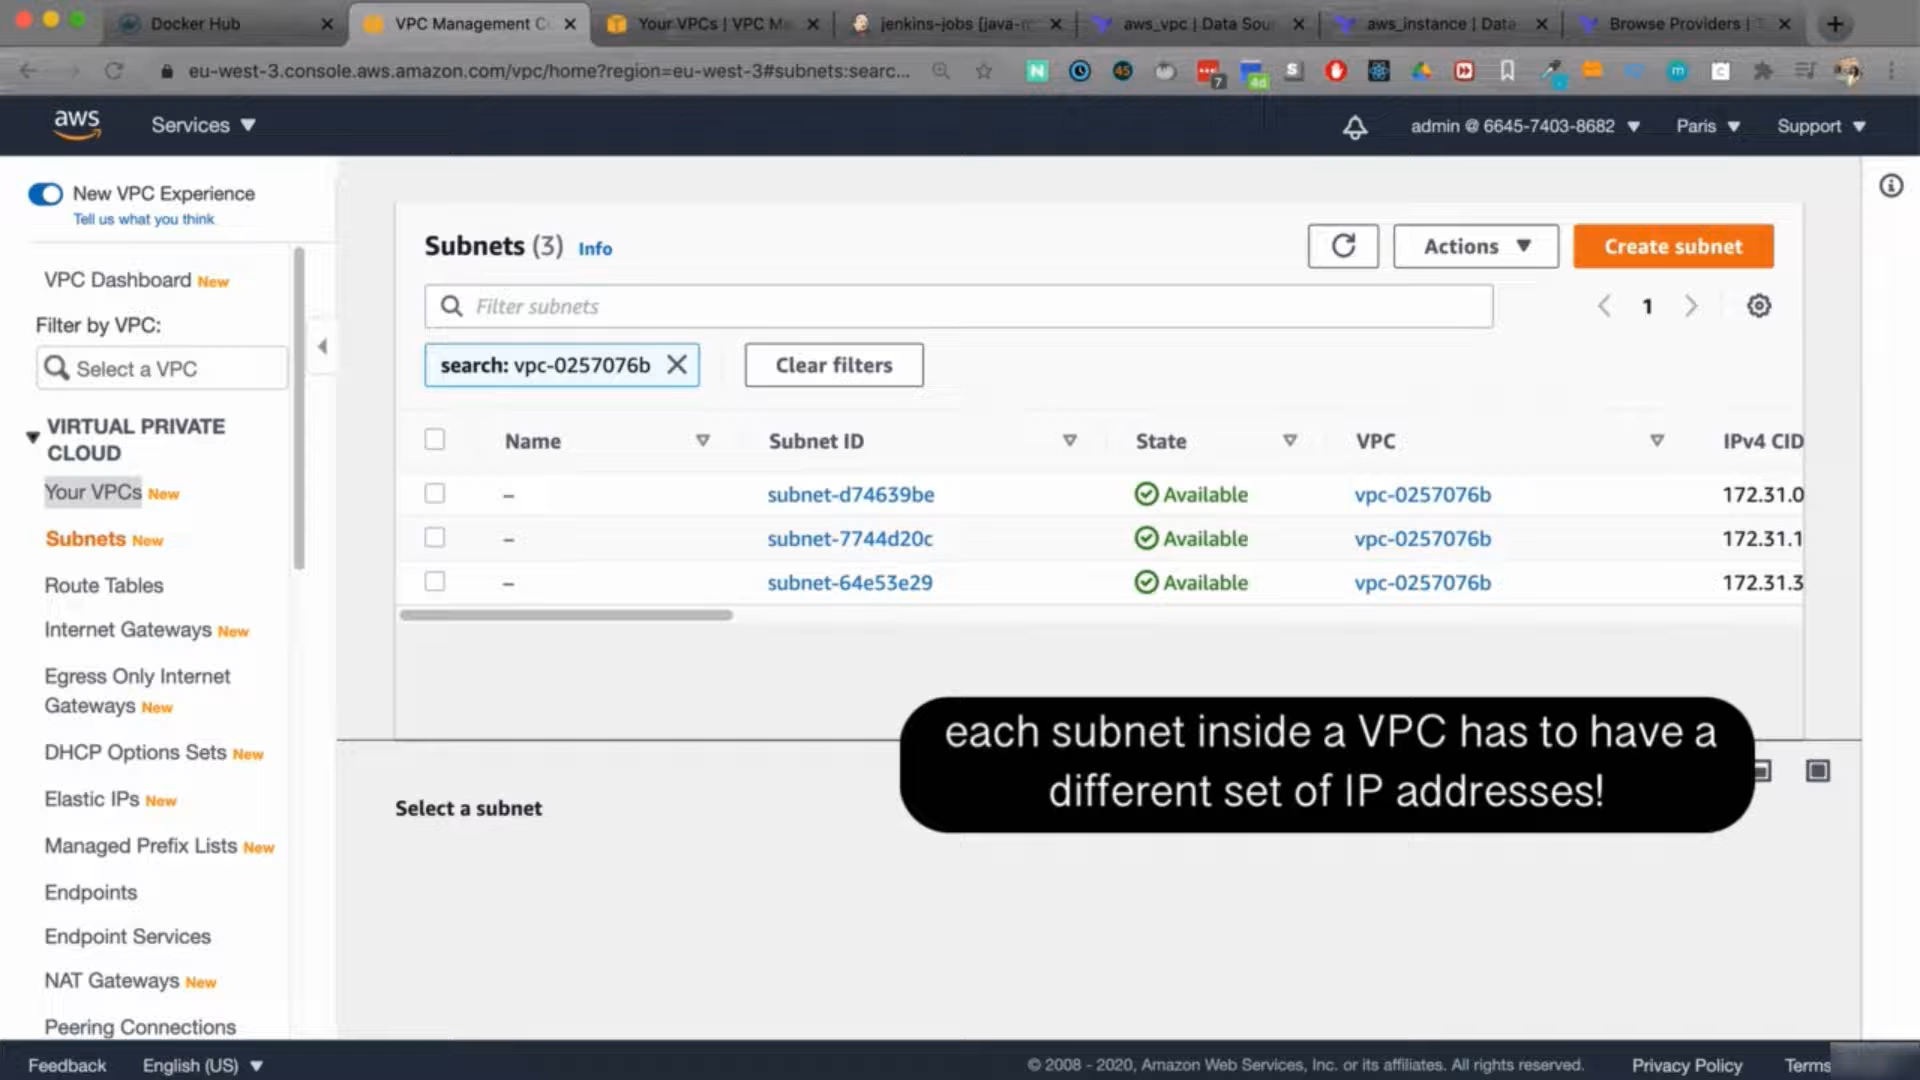 Docker Hub
VPC Management C
Your VPCs | VPC M
jenkins-jobs [java-
aws_vpc | Data Sou
aws_instance | Data
Browse Providers |
eu-west-3.console.aws.amazon.com/vpc/home?region=eu-west-3#subnets:searc...
aws
Services
admin @ 6645-7403-8682
Paris
Support
New VPC Experience
Tell us what you think
VPC Dashboard New
Filter by VPC:
Select a VPC
VIRTUAL PRIVATE
CLOUD
Your VPCs New
Subnets New
Route Tables
Internet Gateways New
Egress Only Internet
Gateways New
DHCP Options Sets New
Elastic IPs New
Managed Prefix Lists New
Endpoints
Endpoint Services
NAT Gateways New
Peering Connections
Subnets (3) Info
Actions
Create subnet
Filter subnets
1
search: vpc-0257076b
Clear filters
Name Subnet ID State VPC IPv4 CID
– subnet-d74639be Available vpc-0257076b 172.31.0
– subnet-7744d20c Available vpc-0257076b 172.31.1
– subnet-64e53e29 Available vpc-0257076b 172.31.3
each subnet inside a VPC has to have a
different set of IP addresses!
Select a subnet
Feedback
English (US)
© 2008 - 2020, Amazon Web Services, Inc. or its affiliates. All rights reserved.
Privacy Policy
Terms